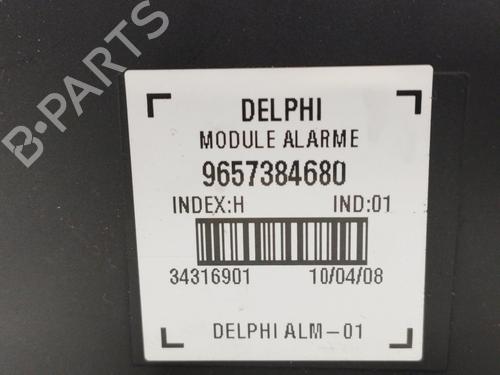 B-PARTS
DELPHI
MODULE ALARME
9657384680
INDEX:H IND:01
34316901 10/04/08
DELPHI ALM-01